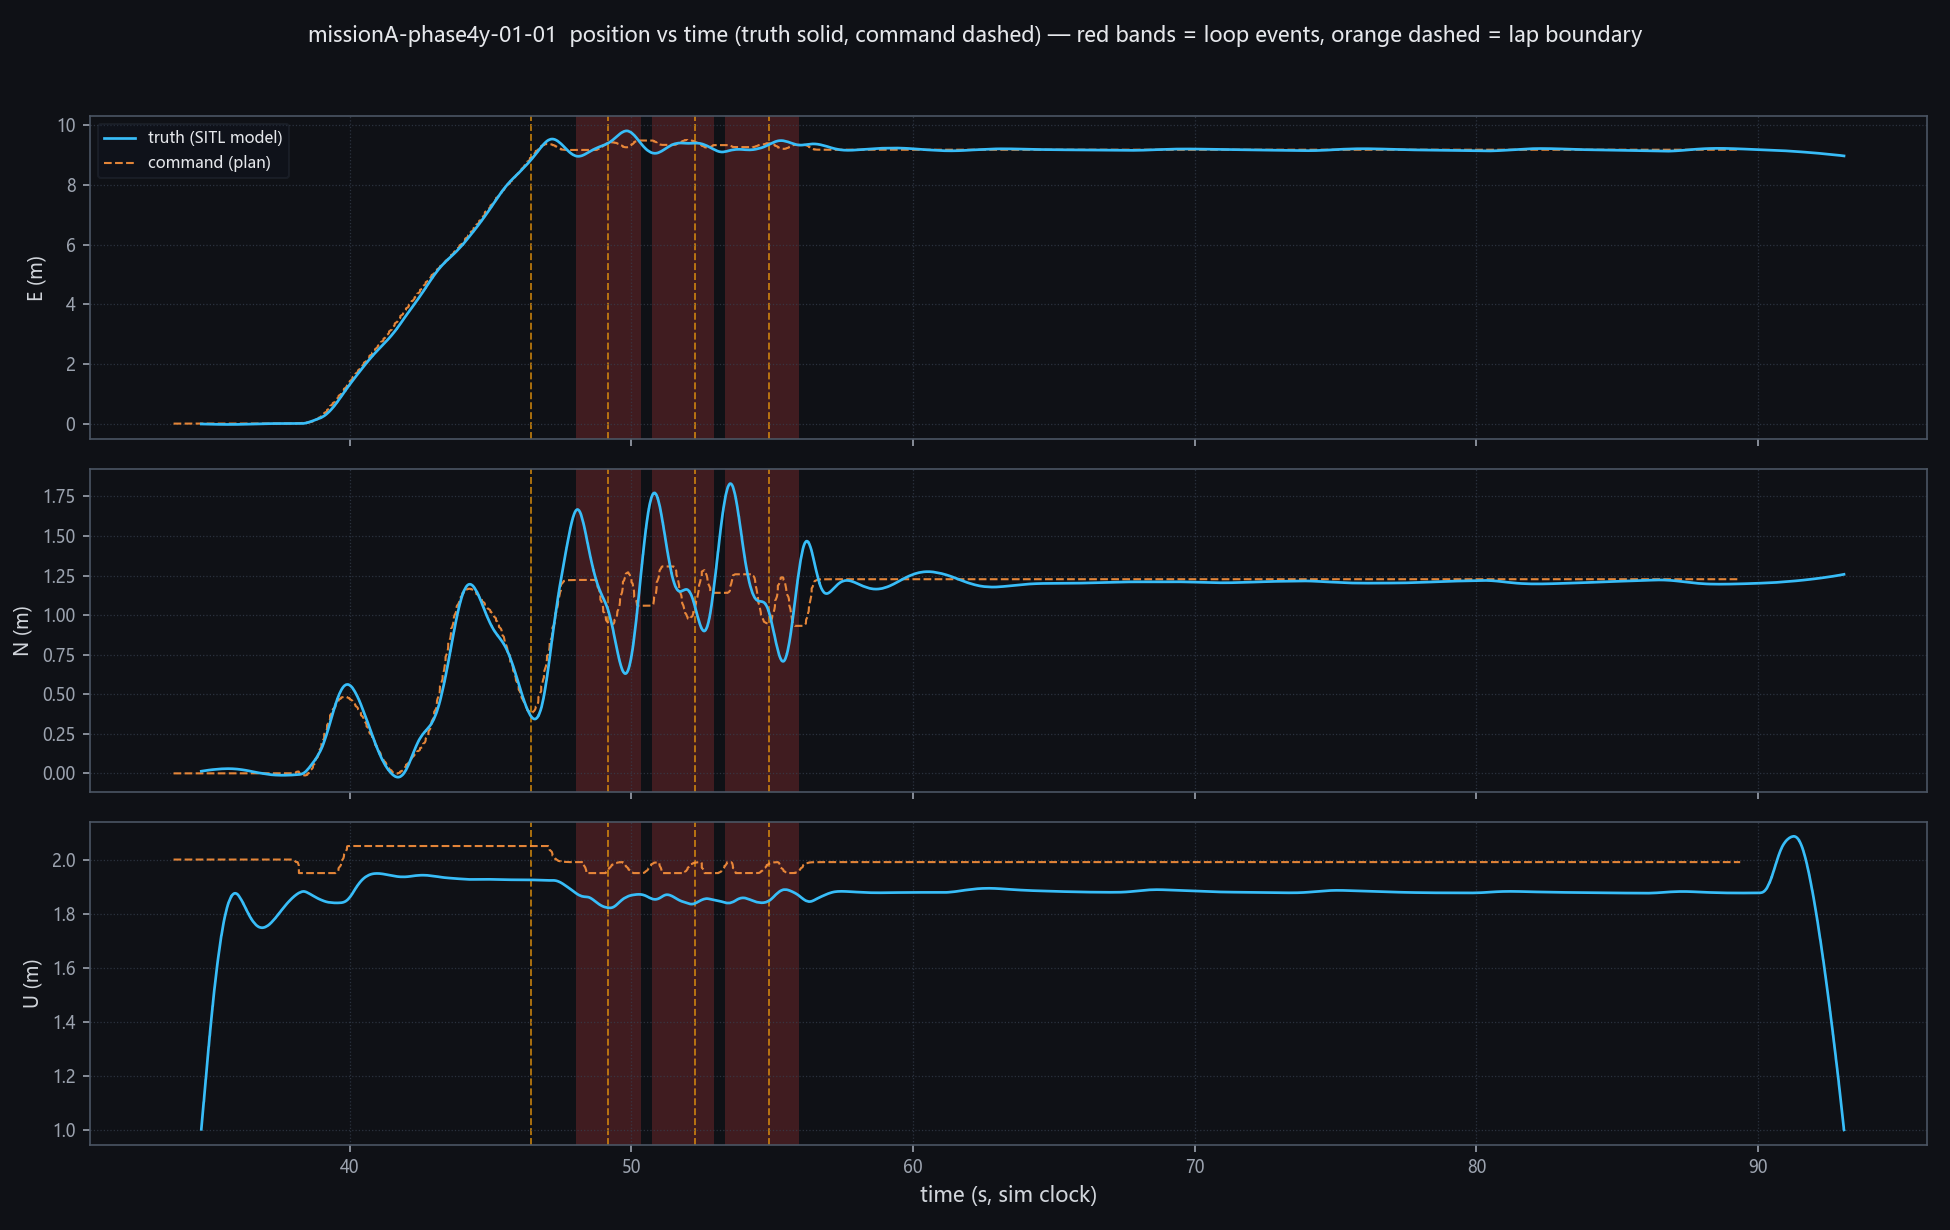 missionA-phase4y-01-01  position vs time (truth solid, command dashed) — red bands = loop events, orange dashed = lap boundary
truth (SITL model)
command (plan)
E (m)
10
8
6
4
2
0
N (m)
1.75
1.50
1.25
1.00
0.75
0.50
0.25
0.00
U (m)
2.0
1.8
1.6
1.4
1.2
1.0
40 50 60 70 80 90
time (s, sim clock)